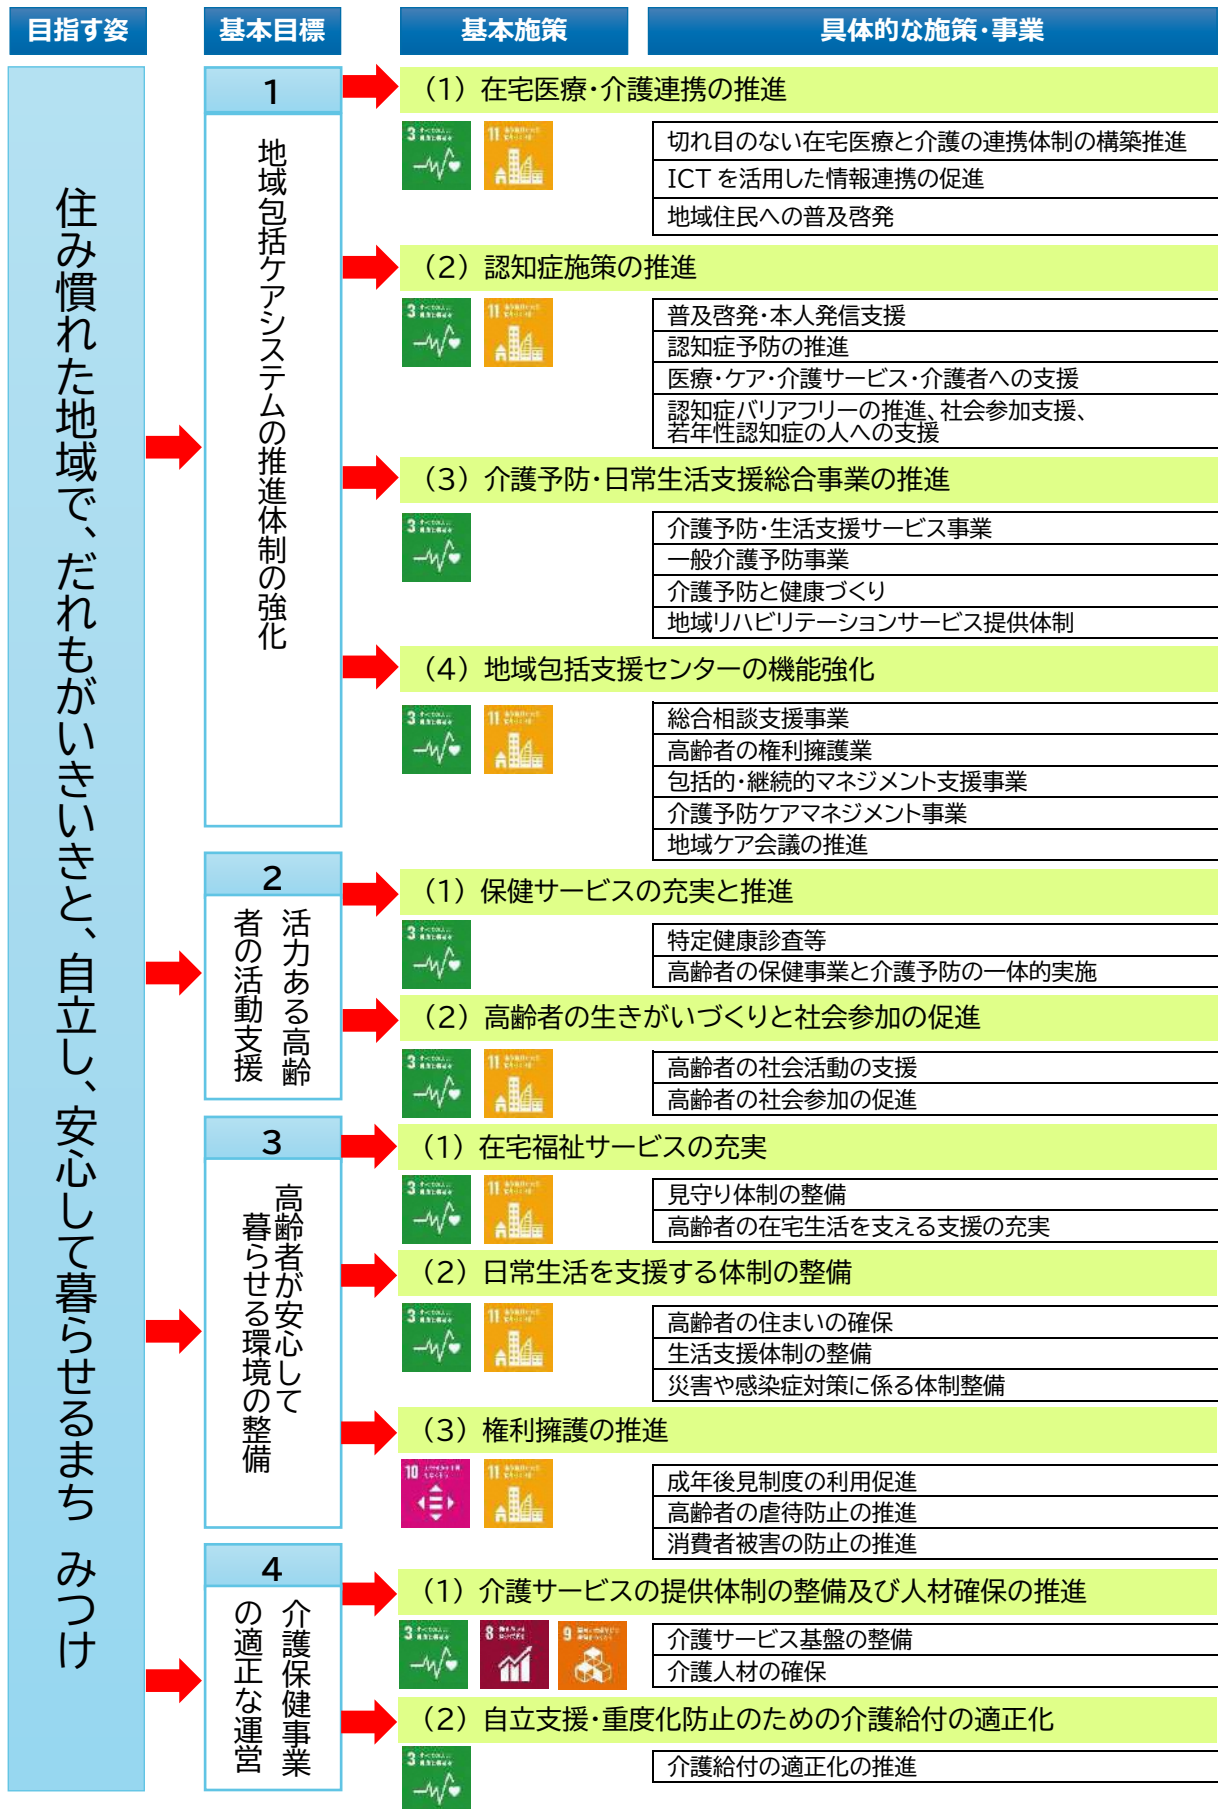 目指す姿
基本目標
基本施策
具体的な施策・事業
住み慣れた地域で、だれもがいきいきと、自立し、安心して暮らせるまち みつけ
1
地域包括ケアシステムの推進体制の強化
（1）在宅医療・介護連携の推進
3
11
切れ目のない在宅医療と介護の連携体制の構築推進
ICTを活用した情報連携の促進
地域住民への普及啓発
（2）認知症施策の推進
3
11
普及啓発・本人発信支援
認知症予防の推進
医療・ケア・介護サービス・介護者への支援
認知症バリアフリーの推進、社会参加支援、
若年性認知症の人への支援
（3）介護予防・日常生活支援総合事業の推進
3
介護予防・生活支援サービス事業
一般介護予防事業
介護予防と健康づくり
地域リハビリテーションサービス提供体制
（4）地域包括支援センターの機能強化
3
11
総合相談支援事業
高齢者の権利擁護業
包括的・継続的マネジメント支援事業
介護予防ケアマネジメント事業
地域ケア会議の推進
2
活力ある高齢
者の活動支援
（1）保健サービスの充実と推進
3
特定健康診査等
高齢者の保健事業と介護予防の一体的実施
（2）高齢者の生きがいづくりと社会参加の促進
3
11
高齢者の社会活動の支援
高齢者の社会参加の促進
3
高齢者が安心して
暮らせる環境の整備
（1）在宅福祉サービスの充実
3
11
見守り体制の整備
高齢者の在宅生活を支える支援の充実
（2）日常生活を支援する体制の整備
3
11
高齢者の住まいの確保
生活支援体制の整備
災害や感染症対策に係る体制整備
（3）権利擁護の推進
10
11
成年後見制度の利用促進
高齢者の虐待防止の推進
消費者被害の防止の推進
4
介護保健事業
の適正な運営
（1）介護サービスの提供体制の整備及び人材確保の推進
3
8
9
介護サービス基盤の整備
介護人材の確保
（2）自立支援・重度化防止のための介護給付の適正化
3
介護給付の適正化の推進